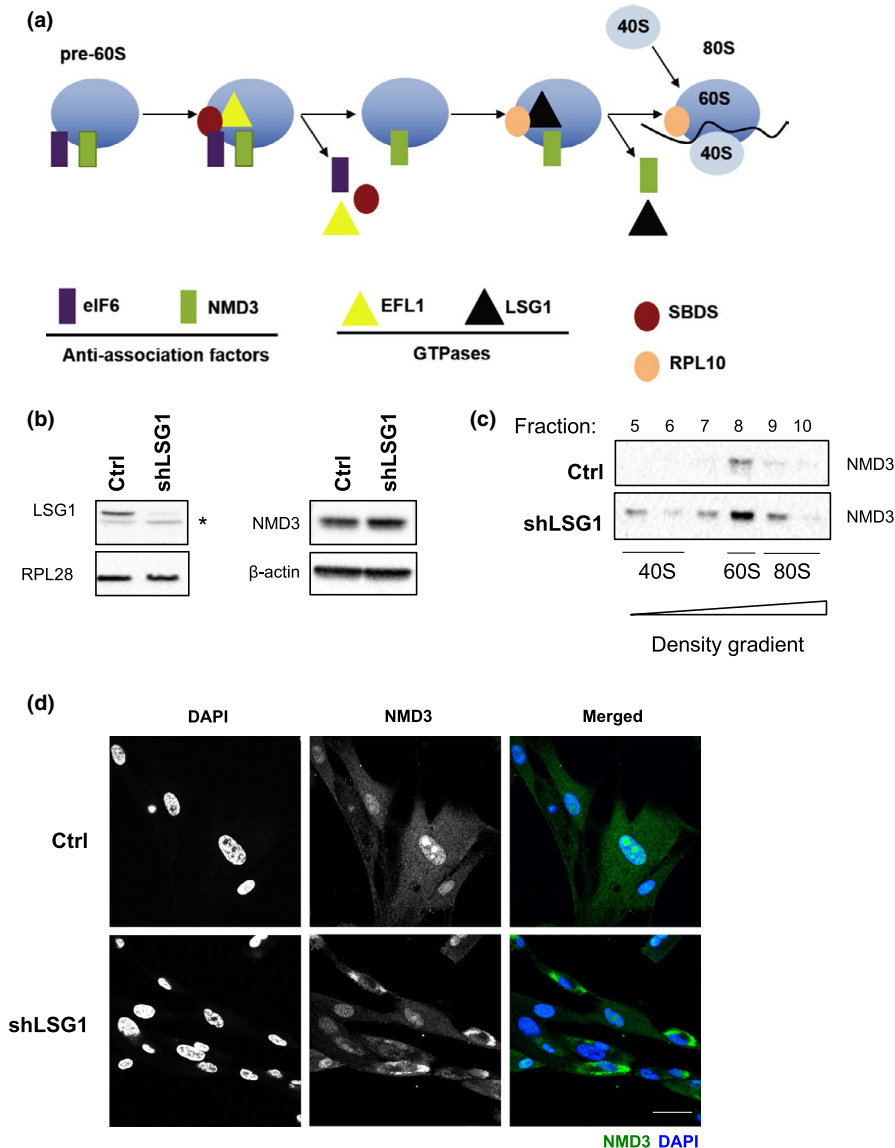 (a)
pre-60S
40S
80S
60S
40S
eIF6
NMD3
EFL1
LSG1
SBDS
RPL10
Anti-association factors
GTPases
(b)
Ctrl
shLSG1
LSG1
*
RPL28
Ctrl
shLSG1
NMD3
β-actin
(c)
Fraction: 5 6 7 8 9 10
Ctrl NMD3
shLSG1 NMD3
40S 60S 80S
Density gradient
(d)
DAPI NMD3 Merged
Ctrl
shLSG1
NMD3 DAPI